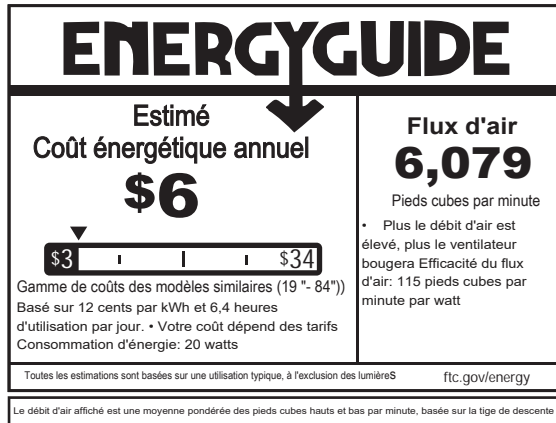 ENERGYGUIDE
Estimé
Coût énergétique annuel
$6
$3
$34
Gamme de coûts des modèles similaires (19 "- 84"))
Basé sur 12 cents par kWh et 6,4 heures
d'utilisation par jour. • Votre coût dépend des tarifs
Consommation d'énergie: 20 watts
Flux d'air
6,079
Pieds cubes par minute
• Plus le débit d'air est
élevé, plus le ventilateur
bougera Efficacité du flux
d'air: 115 pieds cubes par
minute par watt
Toutes les estimations sont basées sur une utilisation typique, à l'exclusion des lumièreS
ftc.gov/energy
Le débit d'air affiché est une moyenne pondérée des pieds cubes hauts et bas par minute, basée sur la tige de descente